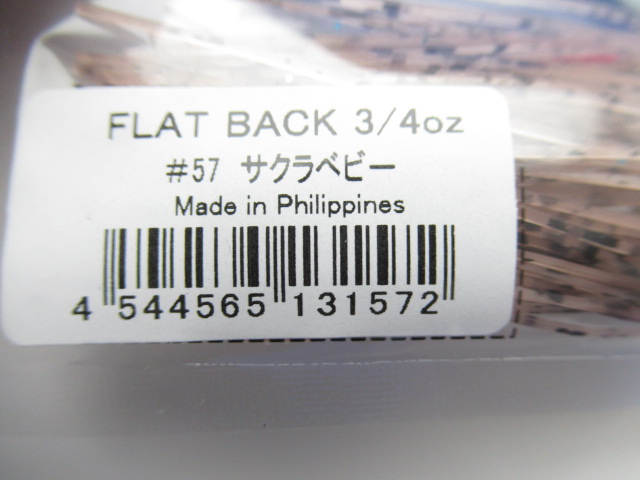 FLAT BACK 3/4oz
#57 サクラベビー
Made in Philippines
4 544565 131572